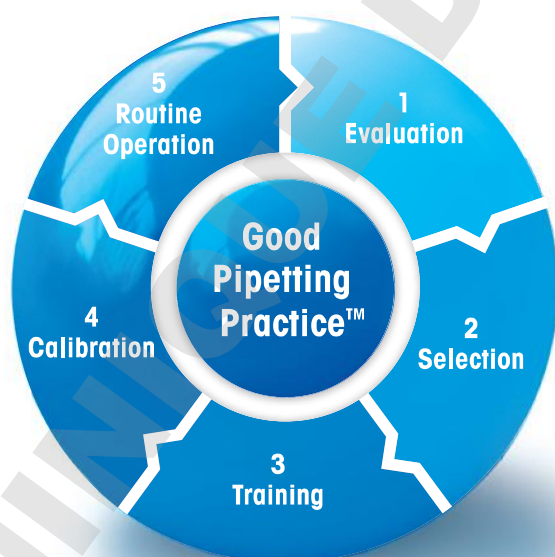 Good
Pipetting
Practice™
1
Evaluation
2
Selection
3
Training
4
Calibration
5
Routine
Operation